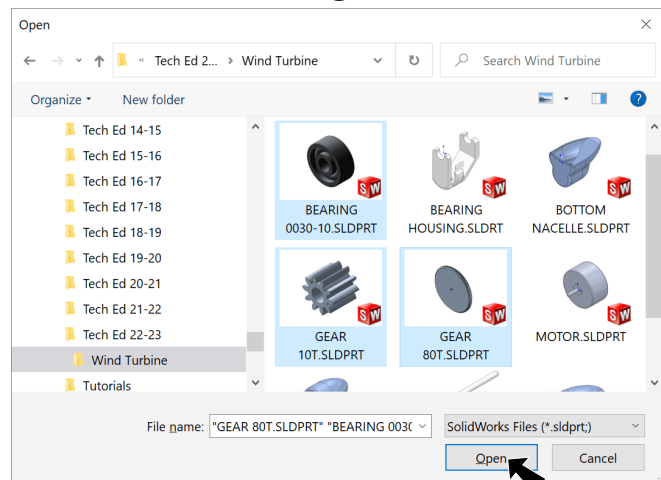 Open
« Tech Ed 2... › Wind Turbine
Search Wind Turbine
Organize
New folder
?
Tech Ed 14-15
Tech Ed 15-16
Tech Ed 16-17
Tech Ed 17-18
Tech Ed 18-19
Tech Ed 19-20
Tech Ed 20-21
Tech Ed 21-22
Tech Ed 22-23
Wind Turbine
Tutorials
SW
BEARING
0030-10.SLDPRT
SW
BEARING
HOUSING.SLDRT
SW
BOTTOM
NACELLE.SLDPRT
SW
GEAR
10T.SLDPRT
SW
GEAR
80T.SLDPRT
SW
MOTOR.SLDPRT
File name: "GEAR 80T.SLDPRT" "BEARING 003(
SolidWorks Files (*.sldprt;)
Open
Cancel